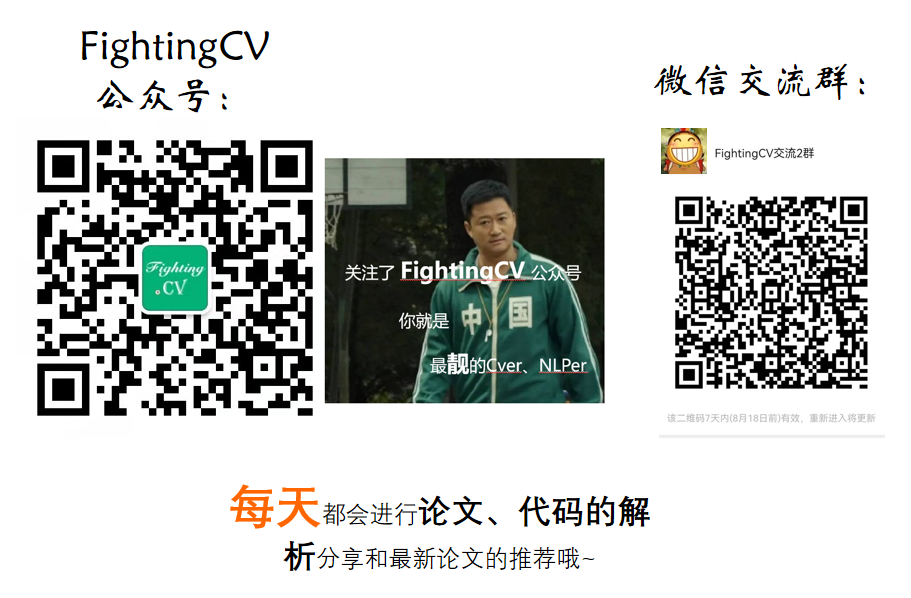 FightingCV
公众号：
Fighting
.CV
关注了 FightingCV 公众号
你就是
中国
最靓的Cver、NLPer
微信交流群：
FightingCV交流2群
该二维码7天内(8月18日前)有效，重新进入将更新
每天都会进行论文、代码的解
析分享和最新论文的推荐哦~